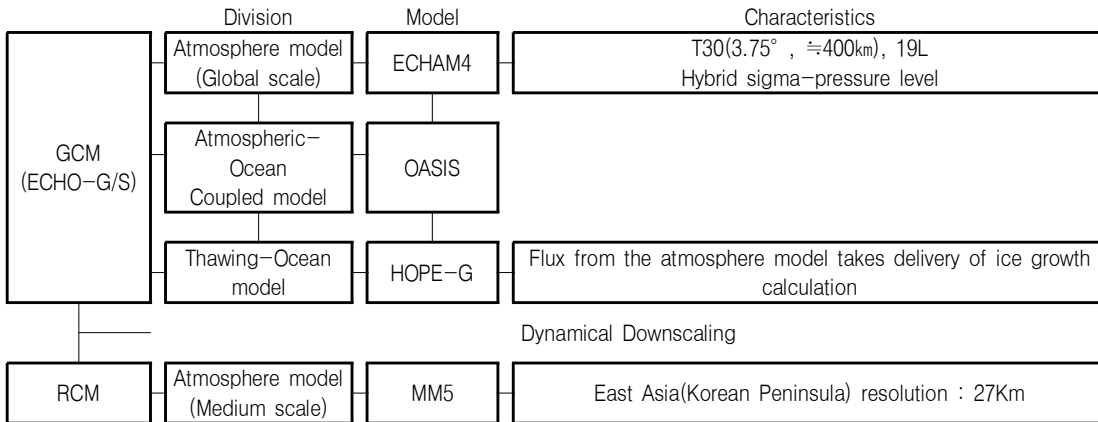 Division Model Characteristics
Atmosphere model
(Global scale)
ECHAM4
T30(3.75° , ≒400㎞), 19L
Hybrid sigma-pressure level
GCM
(ECHO-G/S)
Atmospheric-
Ocean
Coupled model
OASIS
Thawing-Ocean
model
HOPE-G
Flux from the atmosphere model takes delivery of ice growth
calculation
Dynamical Downscaling
RCM
Atmosphere model
(Medium scale)
MM5
East Asia(Korean Peninsula) resolution : 27Km